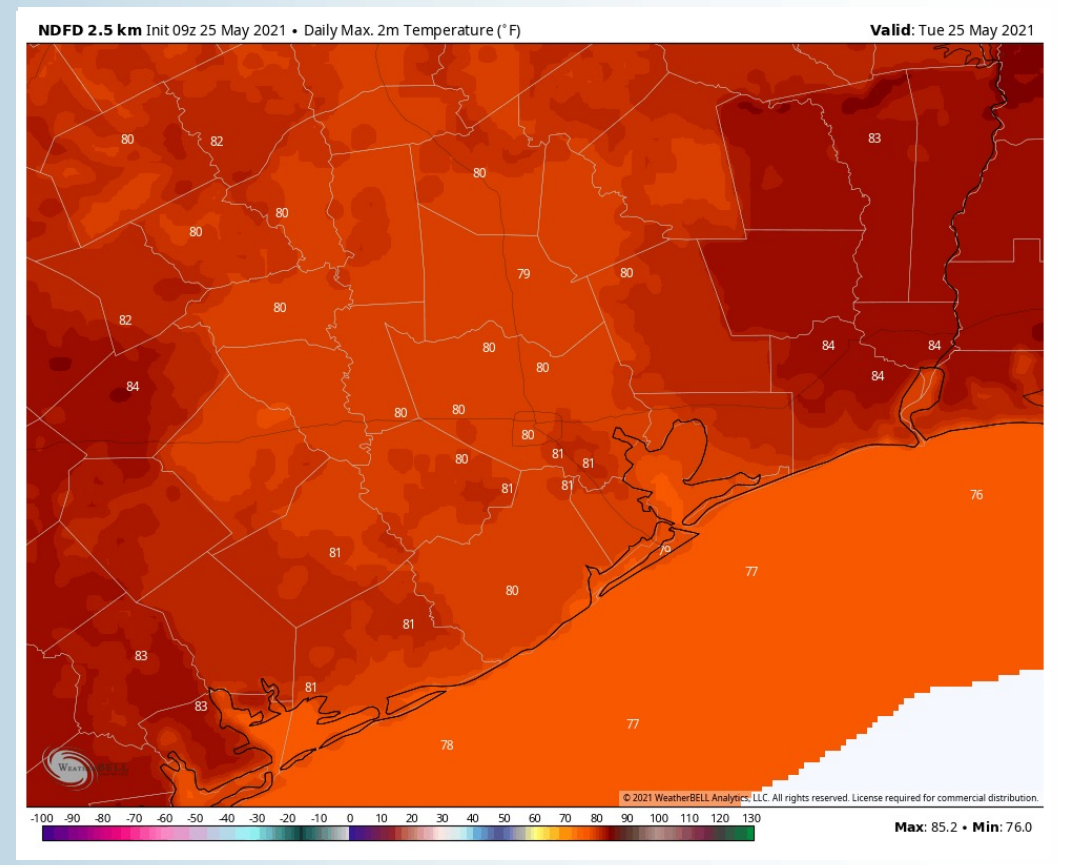 NDFD 2.5 km Init 09z 25 May 2021 • Daily Max. 2m Temperature (°F)
Valid: Tue 25 May 2021
80 82 83
80
80
80
79 80
80
82
80 84 84
84 80 84
80 80
80
80 81 81
81 81 76
81 79
77
80
81
83
81
83
77
78
© 2021 WeatherBELL Analytics, LLC. All rights reserved. License required for commercial distribution.
-100 -90 -80 -70 -60 -50 -40 -30 -20 -10 0 10 20 30 40 50 60 70 80 90 100 110 120 130
Max: 85.2 • Min: 76.0